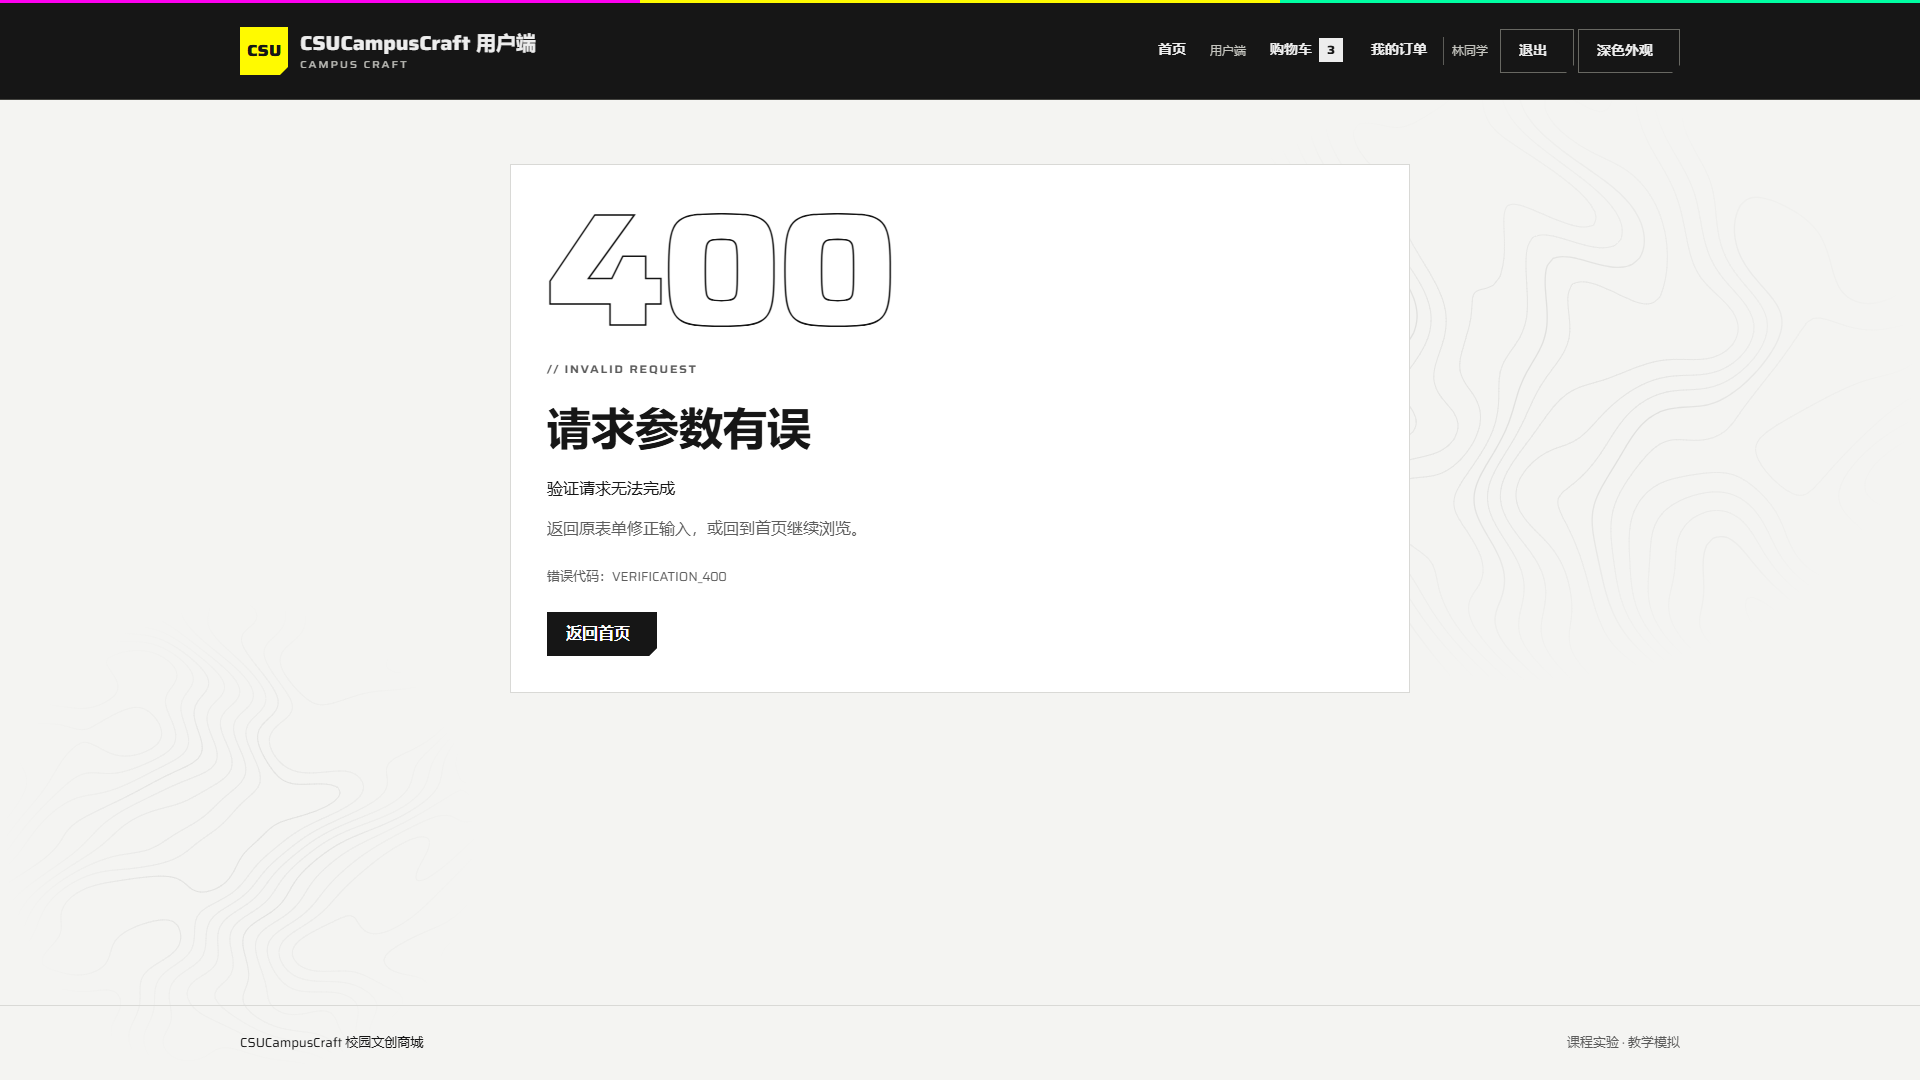 CSU
CSUCampusCraft 用户端
CAMPUS CRAFT
首页 用户端 购物车 3 我的订单 林同学 退出 深色外观
400
// INVALID REQUEST
请求参数有误
验证请求无法完成
返回原表单修正输入，或回到首页继续浏览。
错误代码：VERIFICATION_400
返回首页
CSUCampusCraft 校园文创商城
课程实验 · 教学模拟